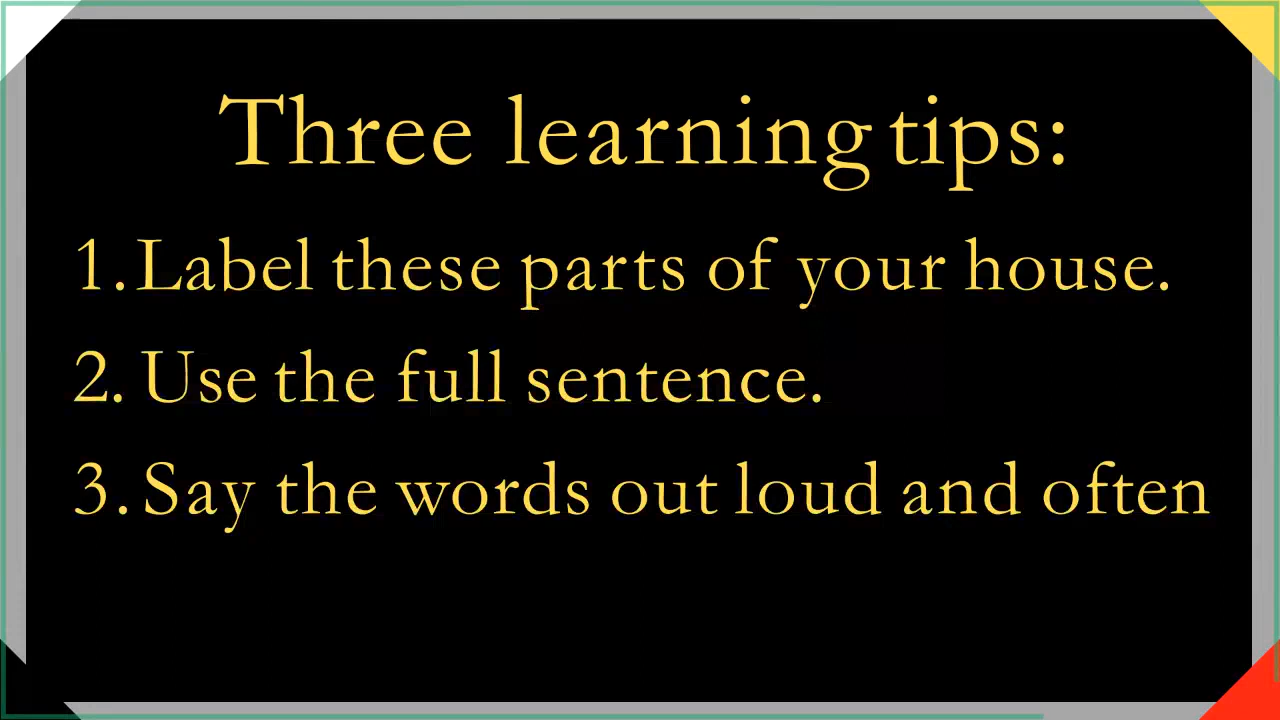 Three learning tips:
1. Label these parts of your house.
2. Use the full sentence.
3. Say the words out loud and often